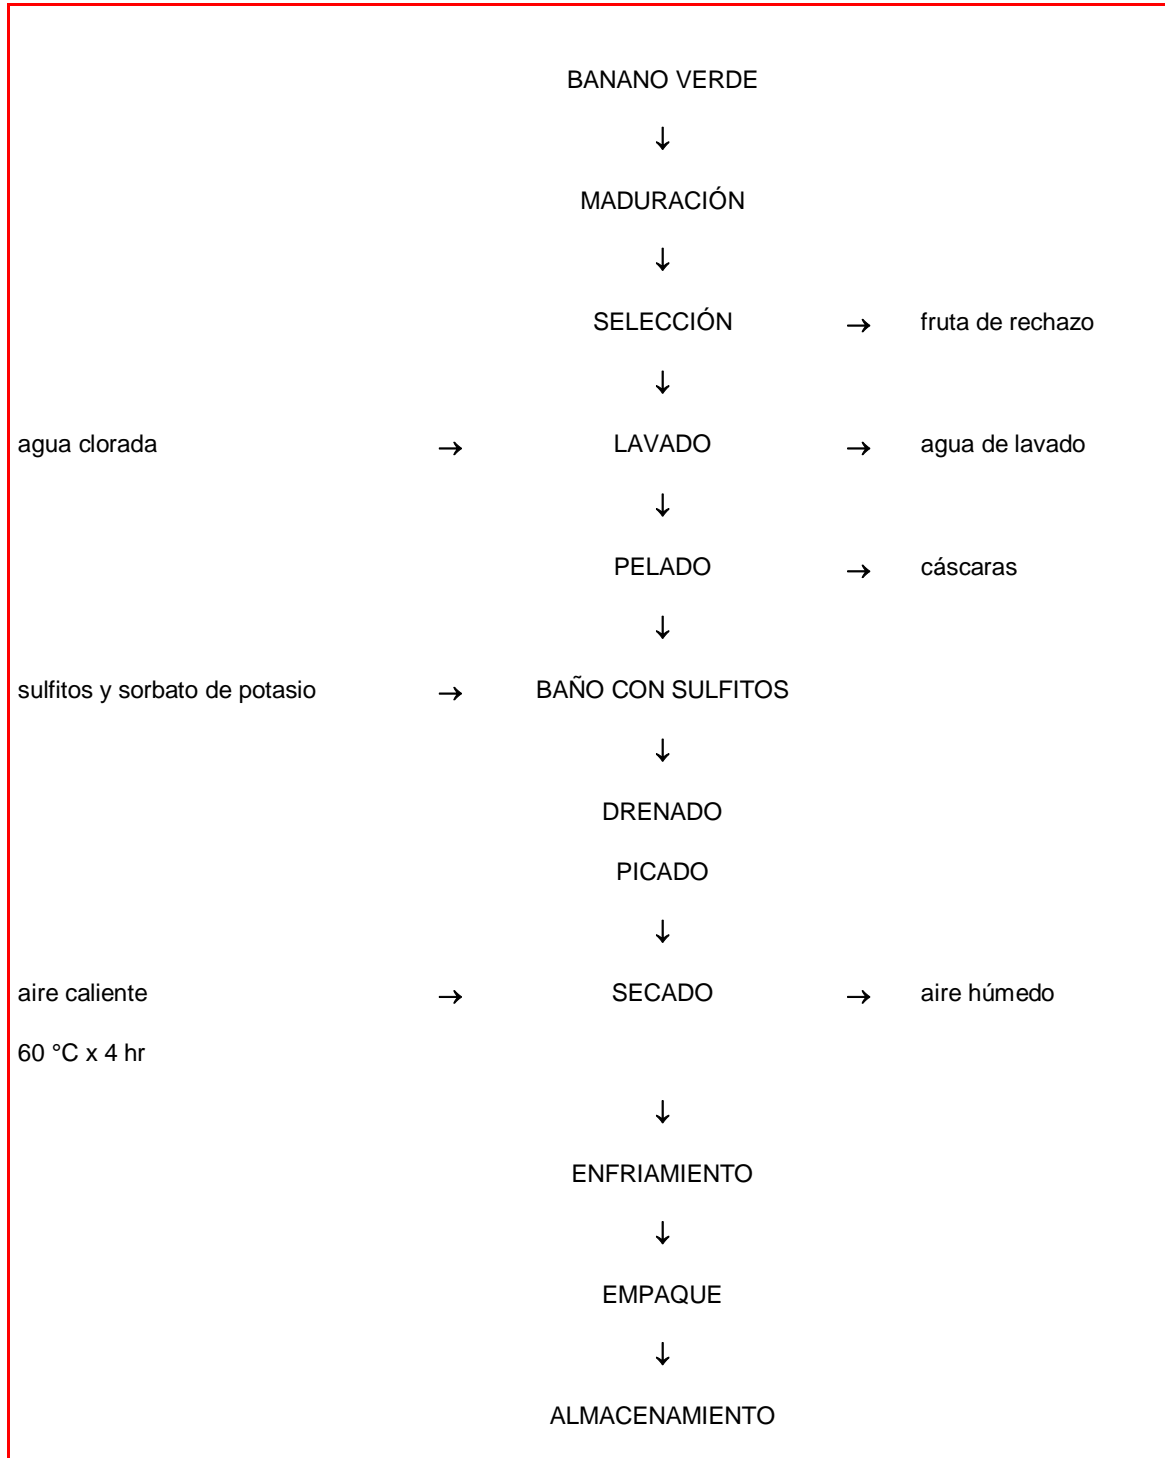 BANANO VERDE
↓
MADURACIÓN
↓
SELECCIÓN → fruta de rechazo
↓
agua clorada → LAVADO → agua de lavado
↓
PELADO → cáscaras
↓
sulfitos y sorbato de potasio → BAÑO CON SULFITOS
↓
DRENADO
PICADO
↓
aire caliente → SECADO → aire húmedo
60 °C x 4 hr
↓
ENFRIAMIENTO
↓
EMPAQUE
↓
ALMACENAMIENTO